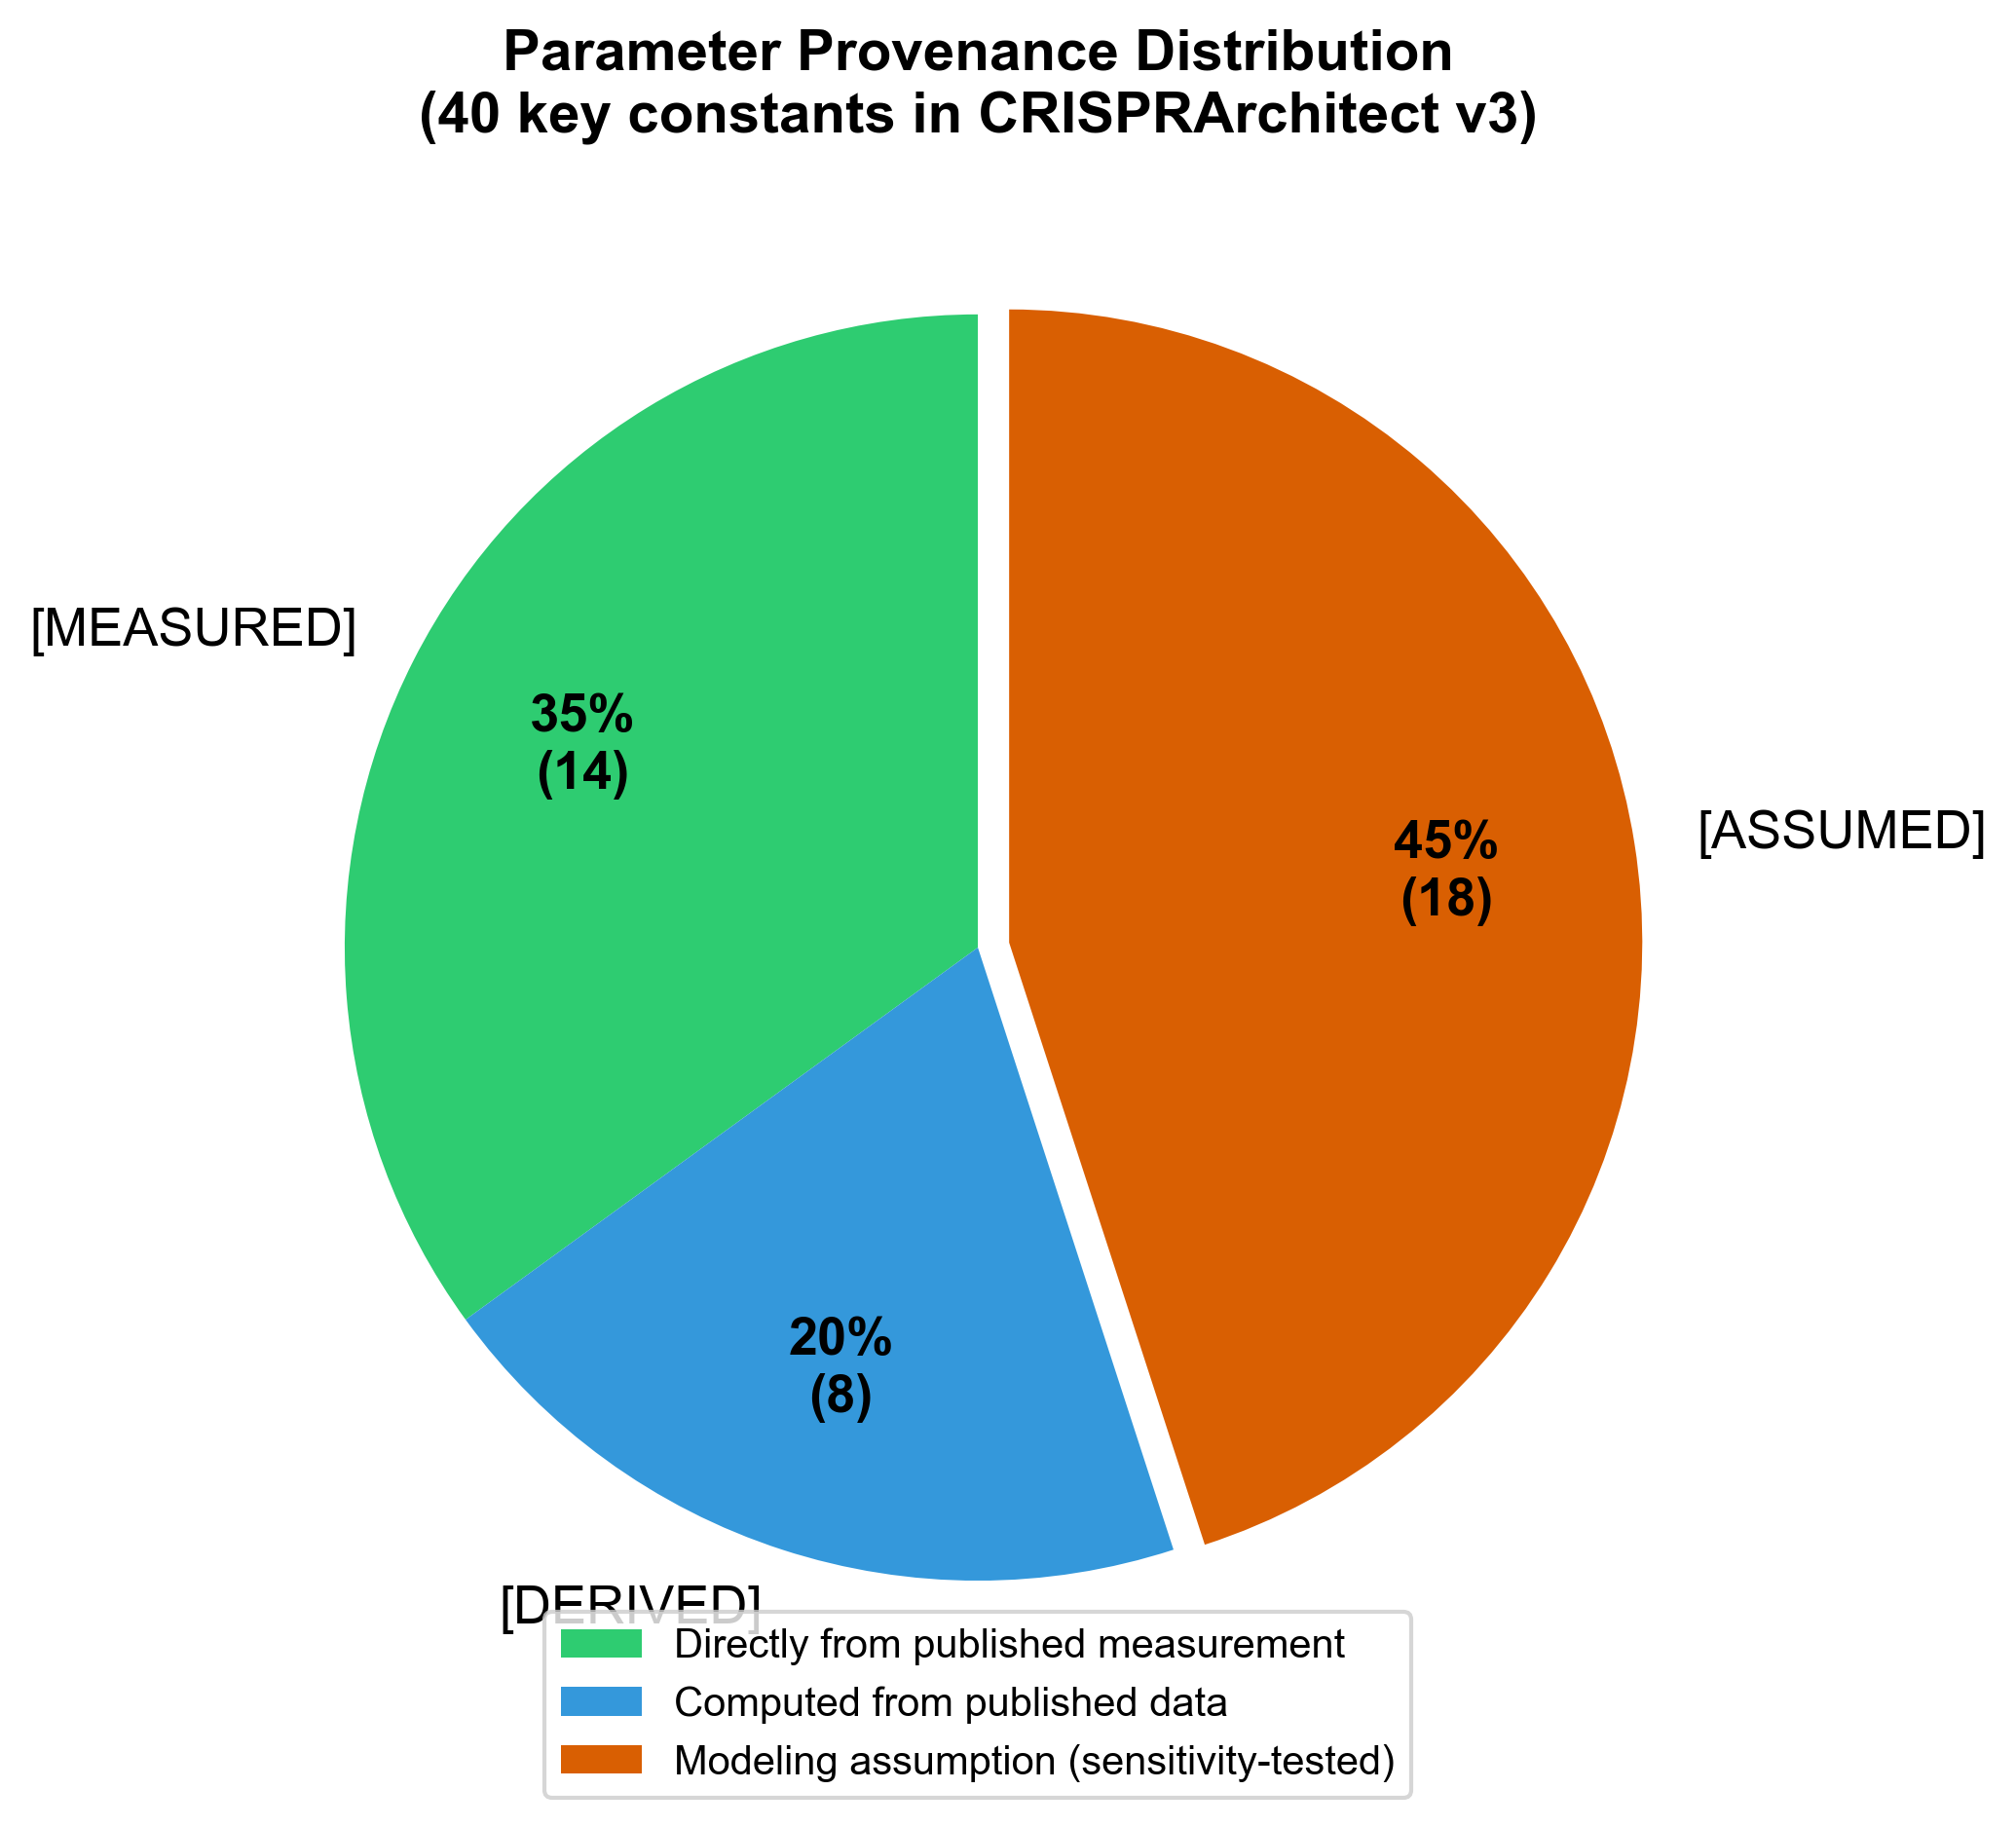 Parameter Provenance Distribution
(40 key constants in CRISPRArchitect v3)
[MEASURED]
35%
(14)
[ASSUMED]
45%
(18)
20%
(8)
[DERIVED]
Directly from published measurement
Computed from published data
Modeling assumption (sensitivity-tested)